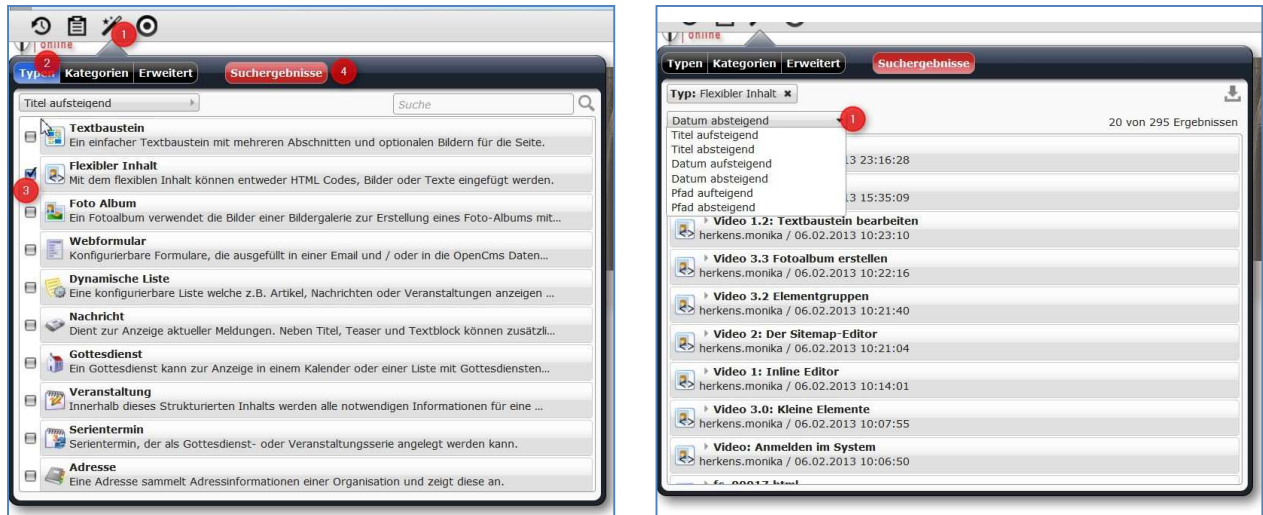 1
online
2
Typen Kategorien Erweitert Suchergebnisse 4
Titel aufsteigend Suche
Textbaustein
Ein einfacher Textbaustein mit mehreren Abschnitten und optionalen Bildern für die Seite.
Flexibler Inhalt
Mit dem flexiblen Inhalt können entweder HTML Codes, Bilder oder Texte eingefügt werden.
3
Foto Album
Ein Fotoalbum verwendet die Bilder einer Bildergalerie zur Erstellung eines Foto-Albums mit...
Webformular
Konfigurierbare Formulare, die ausgefüllt in einer Email und / oder in die OpenCms Daten...
Dynamische Liste
Eine konfigurierbare Liste welche z.B. Artikel, Nachrichten oder Veranstaltungen anzeigen ...
Nachricht
Dient zur Anzeige aktueller Meldungen. Neben Titel, Teaser und Textblock können zusätzli...
Gottesdienst
Ein Gottesdienst kann zur Anzeige in einem Kalender oder einer Liste mit Gottesdiensten...
Veranstaltung
Innerhalb dieses Strukturierten Inhalts werden alle notwendigen Informationen für eine ...
Serientermin
Serientermin, der als Gottesdienst- oder Veranstaltungsserie angelegt werden kann.
Adresse
Eine Adresse sammelt Adressinformationen einer Organisation und zeigt diese an.
online
Typen Kategorien Erweitert Suchergebnisse
Typ: Flexibler Inhalt
Datum absteigend 1 20 von 295 Ergebnissen
Titel aufsteigend
Titel absteigend
13 23:16:28
Datum aufsteigend
Datum absteigend
Pfad aufteigend
13 15:35:09
Pfad absteigend
Video 1.2: Textbaustein bearbeiten
herkens.monika / 06.02.2013 10:23:10
Video 3.3 Fotoalbum erstellen
herkens.monika / 06.02.2013 10:22:16
Video 3.2 Elementgruppen
herkens.monika / 06.02.2013 10:21:40
Video 2: Der Sitemap-Editor
herkens.monika / 06.02.2013 10:21:04
Video 1: Inline Editor
herkens.monika / 06.02.2013 10:14:01
Video 3.0: Kleine Elemente
herkens.monika / 06.02.2013 10:07:55
Video: Anmelden im System
herkens.monika / 06.02.2013 10:06:50